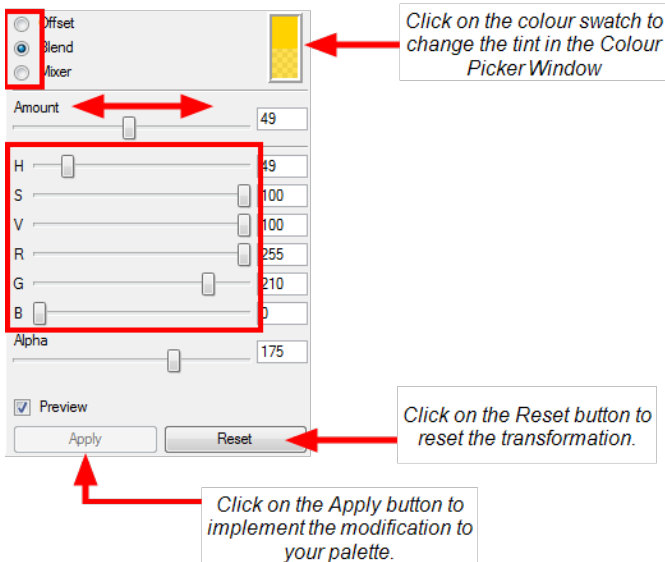 Offset
Blend
Mixer
Click on the colour swatch to
change the tint in the Colour
Picker Window
Amount
49
H 49
S 100
V 100
R 255
G 210
B 0
Alpha
175
Preview
Apply Reset
Click on the Reset button to
reset the transformation.
Click on the Apply button to
implement the modification to
your palette.